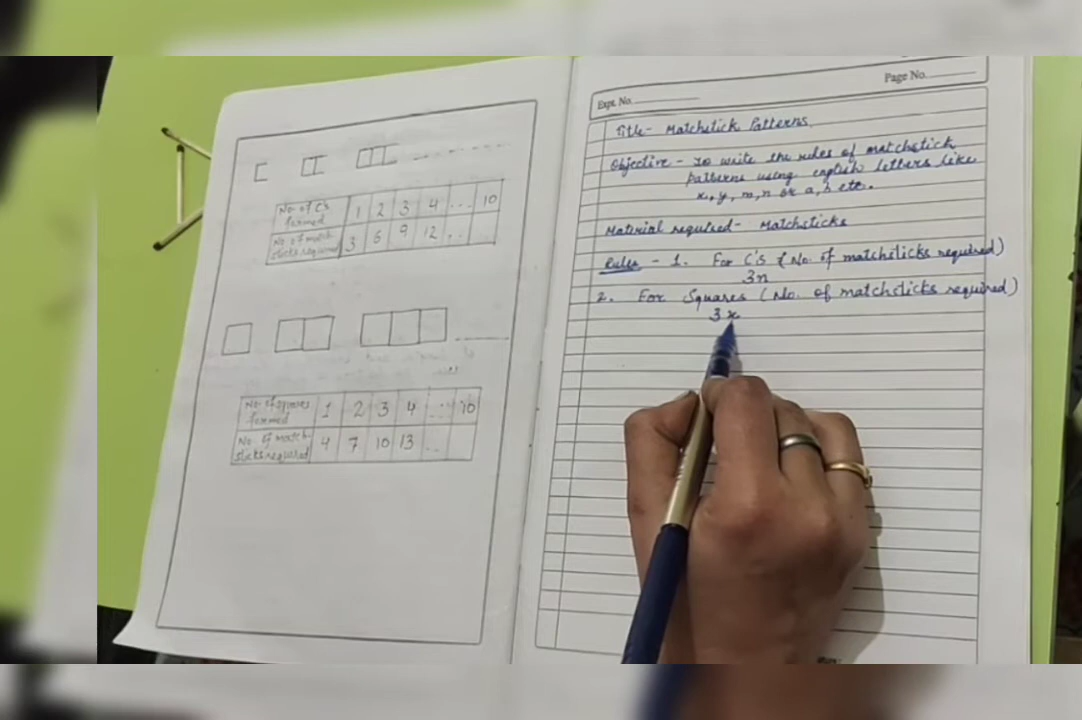 No. of C's formed 1 2 3 4 ... 10
No. of match-sticks required 3 6 9 12 ..
No. of squares formed 1 2 3 4 ... 10
No. of match-sticks required 4 7 10 13 ..
Expt. No.
Page No.
Title- Matchstick Patterns
Objective - To write the rules of matchstick
patterns using english letters like
x, y, m, n or a, b etc.
Material required- Matchsticks
Rules - 1. For C's (No. of matchsticks required)
3n
2. For Squares (No. of matchsticks required)
3x